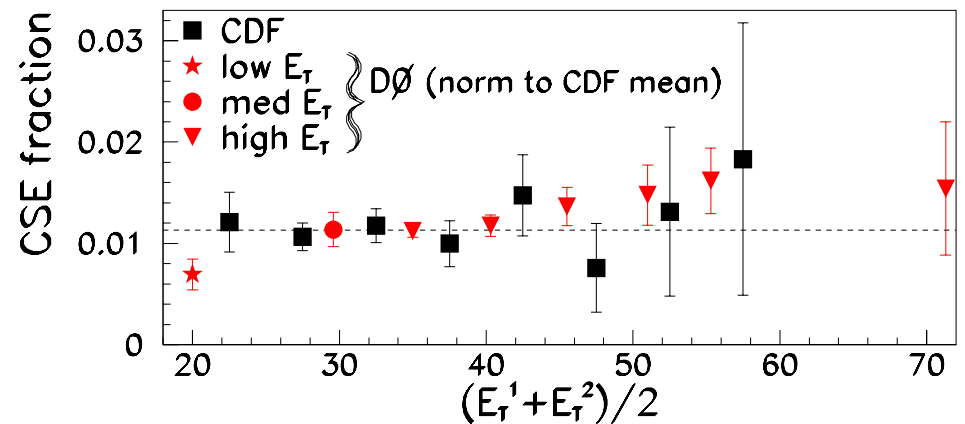 CSE fraction
0.03
0.02
0.01
0
CDF
low E_T
med E_T
high E_T
DØ (norm to CDF mean)
20 30 40 50 60 70
(E_T^1+E_T^2)/2